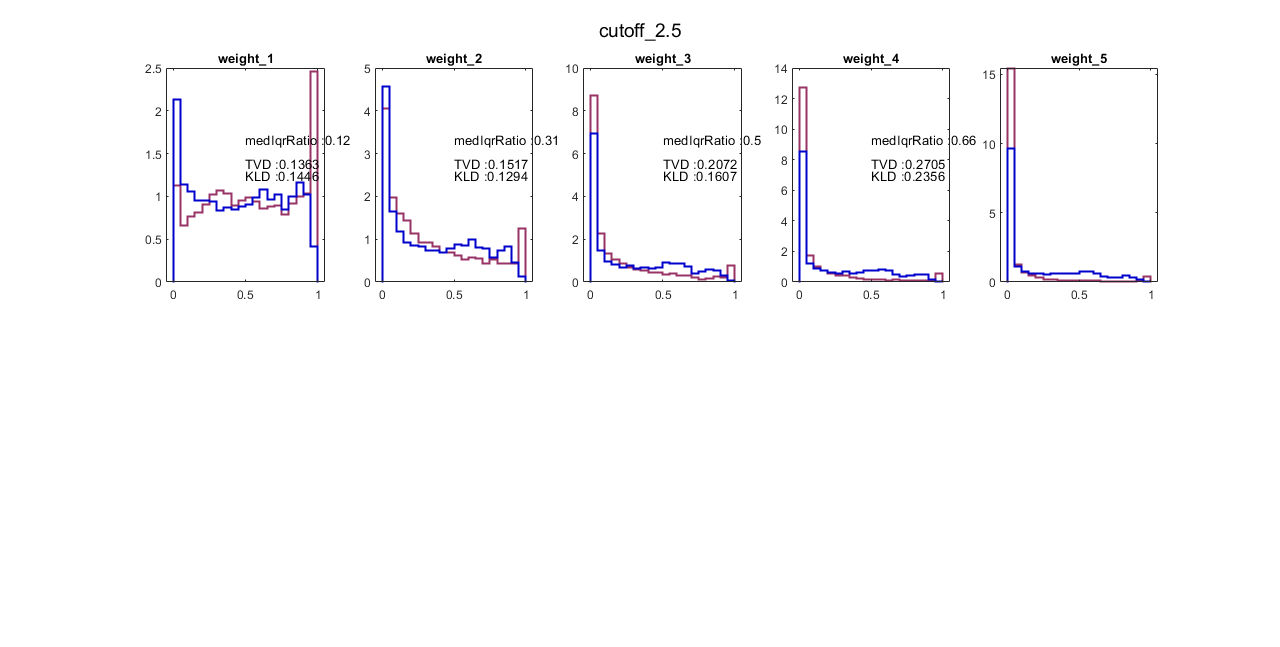 cutoff_2.5
weight_1
2.5
2
1.5
1
0.5
0
0
0.5
1
medIqrRatio :0.12
TVD :0.1363
KLD :0.1446
weight_2
5
4
3
2
1
0
0
0.5
1
medIqrRatio :0.31
TVD :0.1517
KLD :0.1294
weight_3
10
8
6
4
2
0
0
0.5
1
medIqrRatio :0.5
TVD :0.2072
KLD :0.1607
weight_4
14
12
10
8
6
4
2
0
0
0.5
1
medIqrRatio :0.66
TVD :0.2705
KLD :0.2356
weight_5
15
10
5
0
0
0.5
1